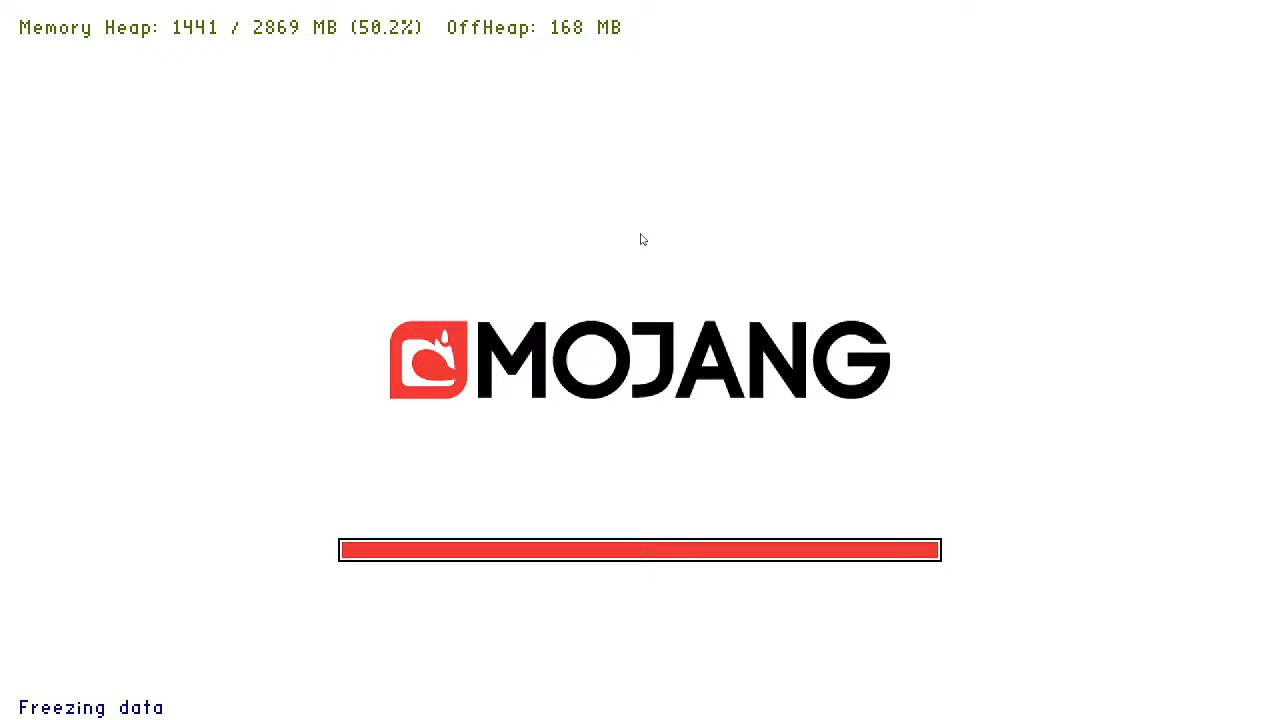 Memory Heap: 1441 / 2869 MB (50.2%) OffHeap: 168 MB
MOJANG
Freezing data